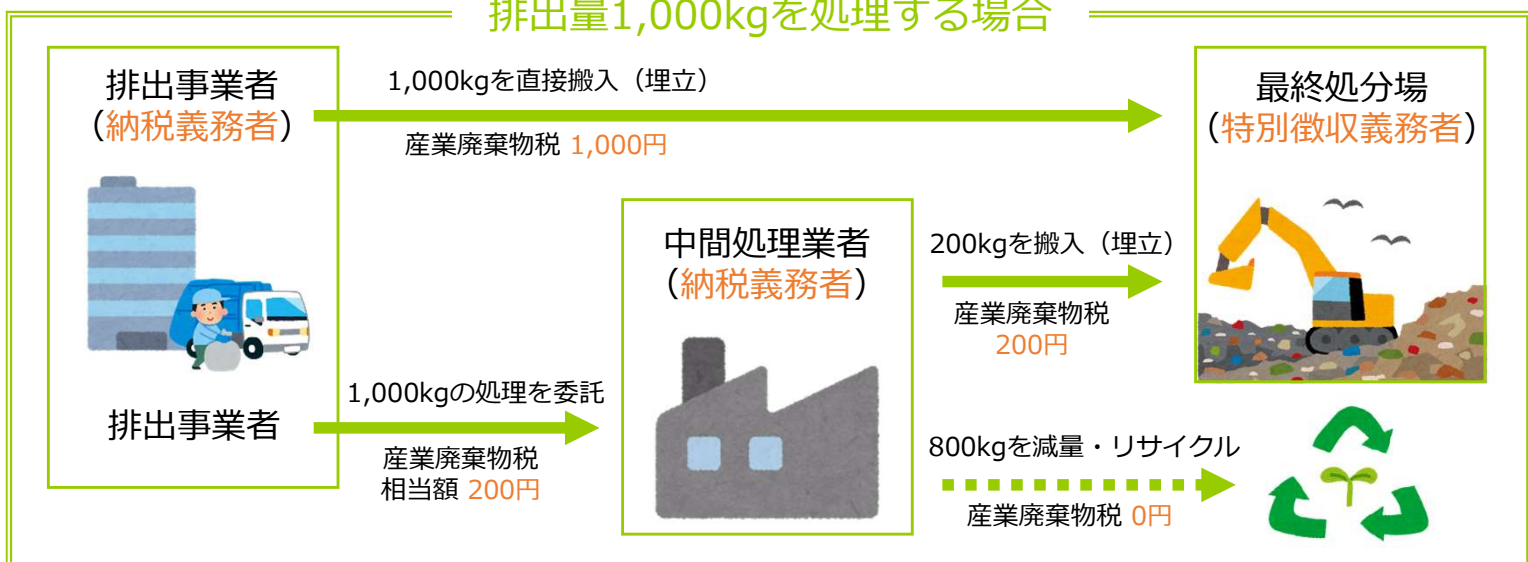 排出量1,000kgを処理する場合
排出事業者
（納税義務者）
1,000kgを直接搬入（埋立）
産業廃棄物税 1,000円
最終処分場
（特別徴収義務者）
中間処理業者
（納税義務者）
200kgを搬入（埋立）
産業廃棄物税
200円
排出事業者
1,000kgの処理を委託
産業廃棄物税
相当額 200円
800kgを減量・リサイクル
産業廃棄物税 0円